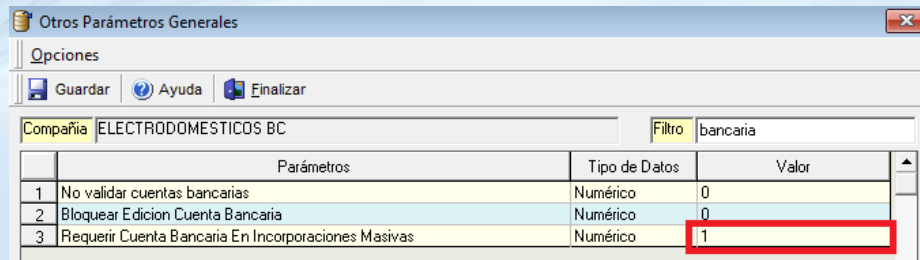 Otros Parámetros Generales
Opciones
Guardar Ayuda Finalizar
Compañia ELECTRODOMESTICOS BC Filtro bancaria
Parámetros Tipo de Datos Valor
1 No validar cuentas bancarias Numérico 0
2 Bloquear Edicion Cuenta Bancaria Numérico 0
3 Requerir Cuenta Bancaria En Incorporaciones Masivas Numérico 1